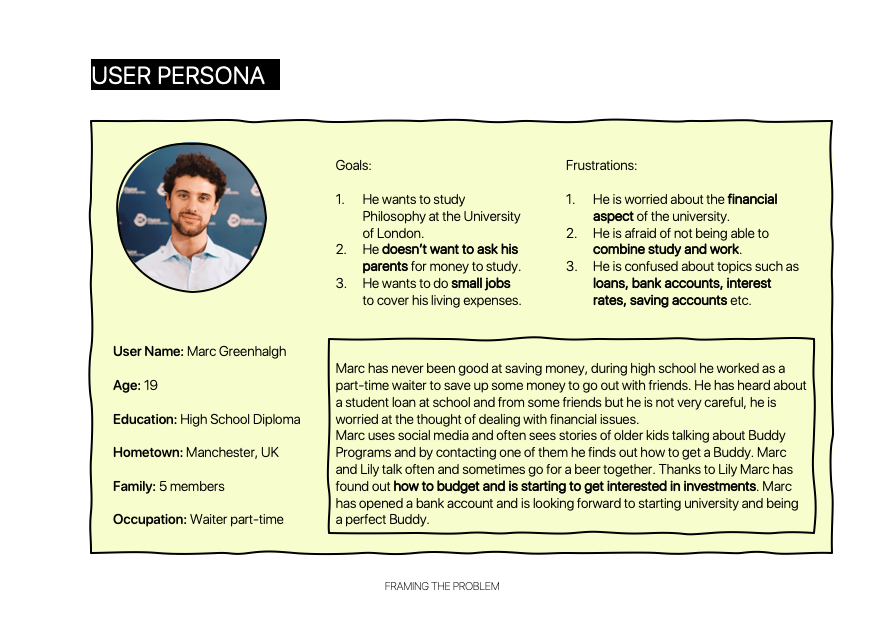 USER PERSONA
Goals:
1. He wants to study
Philosophy at the University
of London.
2. He doesn’t want to ask his
parents for money to study.
3. He wants to do small jobs
to cover his living expenses.
Frustrations:
1. He is worried about the financial
aspect of the university.
2. He is afraid of not being able to
combine study and work.
3. He is confused about topics such as
loans, bank accounts, interest
rates, saving accounts etc.
User Name: Marc Greenhalgh
Age: 19
Education: High School Diploma
Hometown: Manchester, UK
Family: 5 members
Occupation: Waiter part-time
Marc has never been good at saving money, during high school he worked as a
part-time waiter to save up some money to go out with friends. He has heard about
a student loan at school and from some friends but he is not very careful, he is
worried at the thought of dealing with financial issues.
Marc uses social media and often sees stories of older kids talking about Buddy
Programs and by contacting one of them he finds out how to get a Buddy. Marc
and Lily talk often and sometimes go for a beer together. Thanks to Lily Marc has
found out how to budget and is starting to get interested in investments. Marc
has opened a bank account and is looking forward to starting university and being
a perfect Buddy.
FRAMING THE PROBLEM